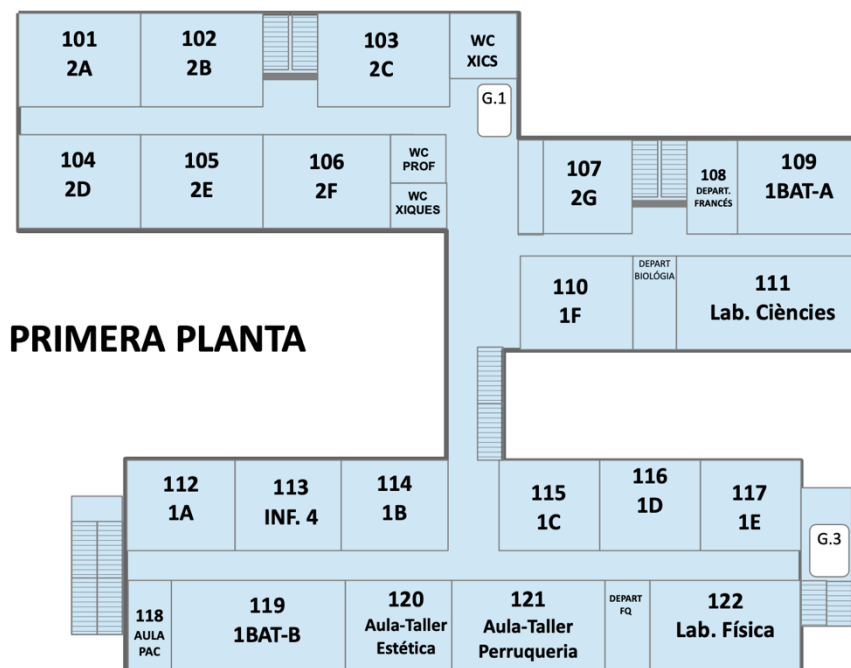 101
2A
102
2B
103
2C
WC
XICS
G.1
104
2D
105
2E
106
2F
WC
PROF
WC
XIQUES
107
2G
108
DEPART.
FRANCÉS
109
1BAT-A
110
1F
DEPART
BIOLÓGIA
111
Lab. Ciències
PRIMERA PLANTA
112
1A
113
INF. 4
114
1B
115
1C
116
1D
117
1E
G.3
118
AULA
PAC
119
1BAT-B
120
Aula-Taller
Estética
121
Aula-Taller
Perruqueria
DEPART
FQ
122
Lab. Física